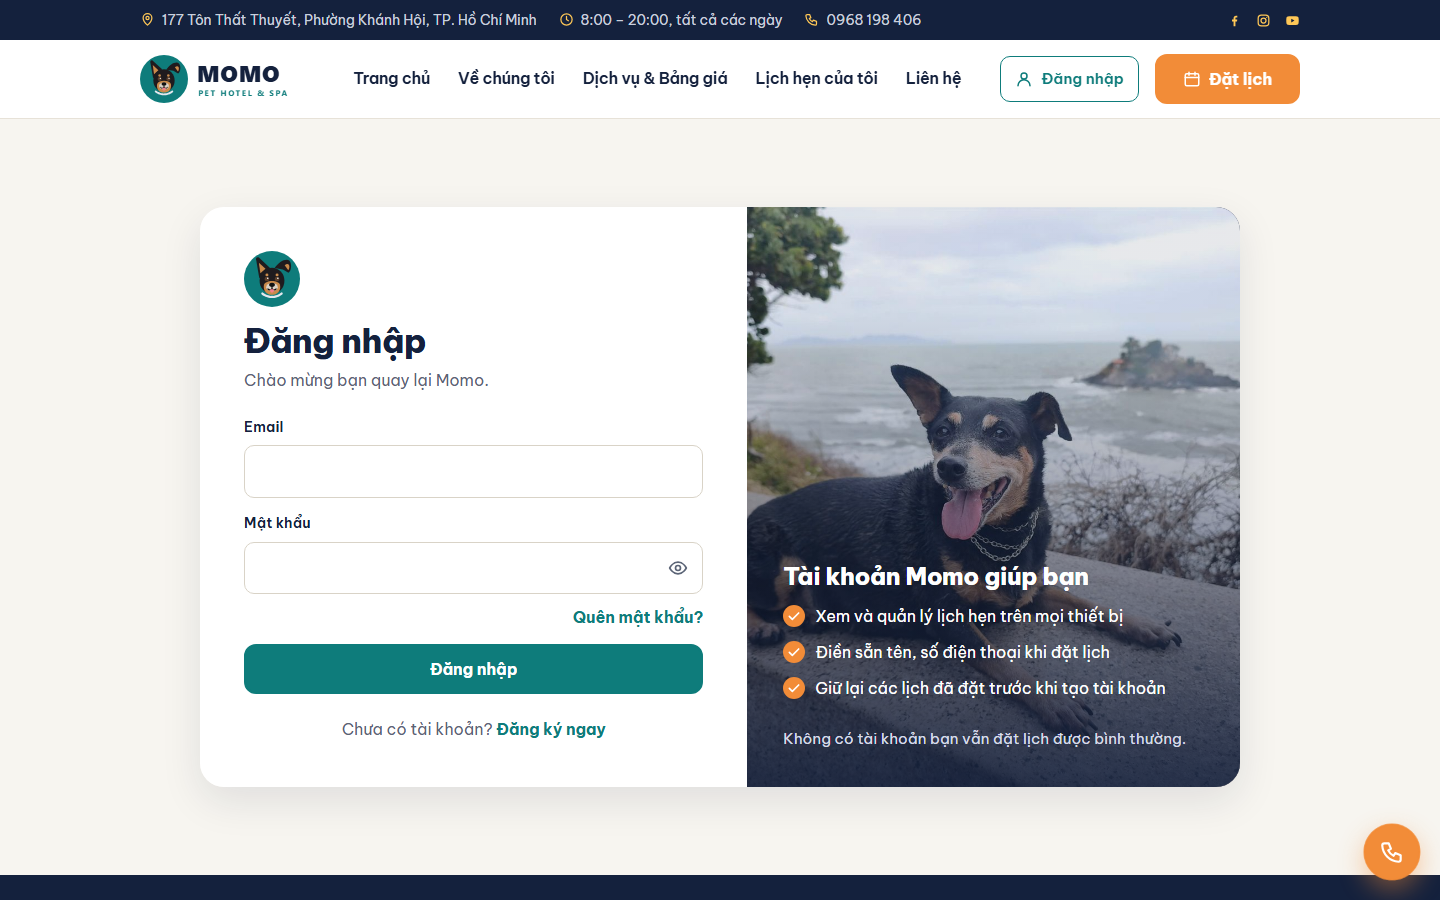 177 Tôn Thất Thuyết, Phường Khánh Hội, TP. Hồ Chí Minh
8:00 – 20:00, tất cả các ngày
0968 198 406
MOMO
PET HOTEL & SPA
Trang chủ
Về chúng tôi
Dịch vụ & Bảng giá
Lịch hẹn của tôi
Liên hệ
Đăng nhập
Đặt lịch
Đăng nhập
Chào mừng bạn quay lại Momo.
Email
Mật khẩu
Quên mật khẩu?
Đăng nhập
Chưa có tài khoản? Đăng ký ngay
Tài khoản Momo giúp bạn
Xem và quản lý lịch hẹn trên mọi thiết bị
Điền sẵn tên, số điện thoại khi đặt lịch
Giữ lại các lịch đã đặt trước khi tạo tài khoản
Không có tài khoản bạn vẫn đặt lịch được bình thường.